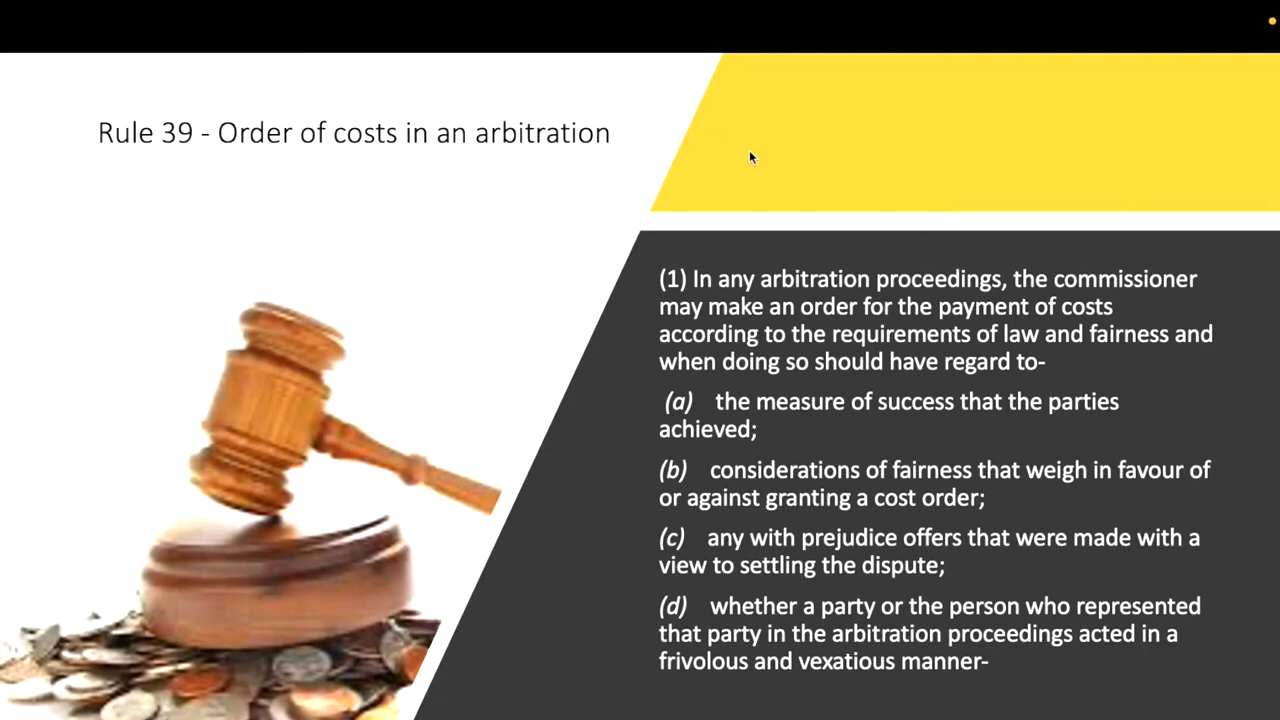 Rule 39 - Order of costs in an arbitration
(1) In any arbitration proceedings, the commissioner
may make an order for the payment of costs
according to the requirements of law and fairness and
when doing so should have regard to-
(a) the measure of success that the parties
achieved;
(b) considerations of fairness that weigh in favour of
or against granting a cost order;
(c) any with prejudice offers that were made with a
view to settling the dispute;
(d) whether a party or the person who represented
that party in the arbitration proceedings acted in a
frivolous and vexatious manner-